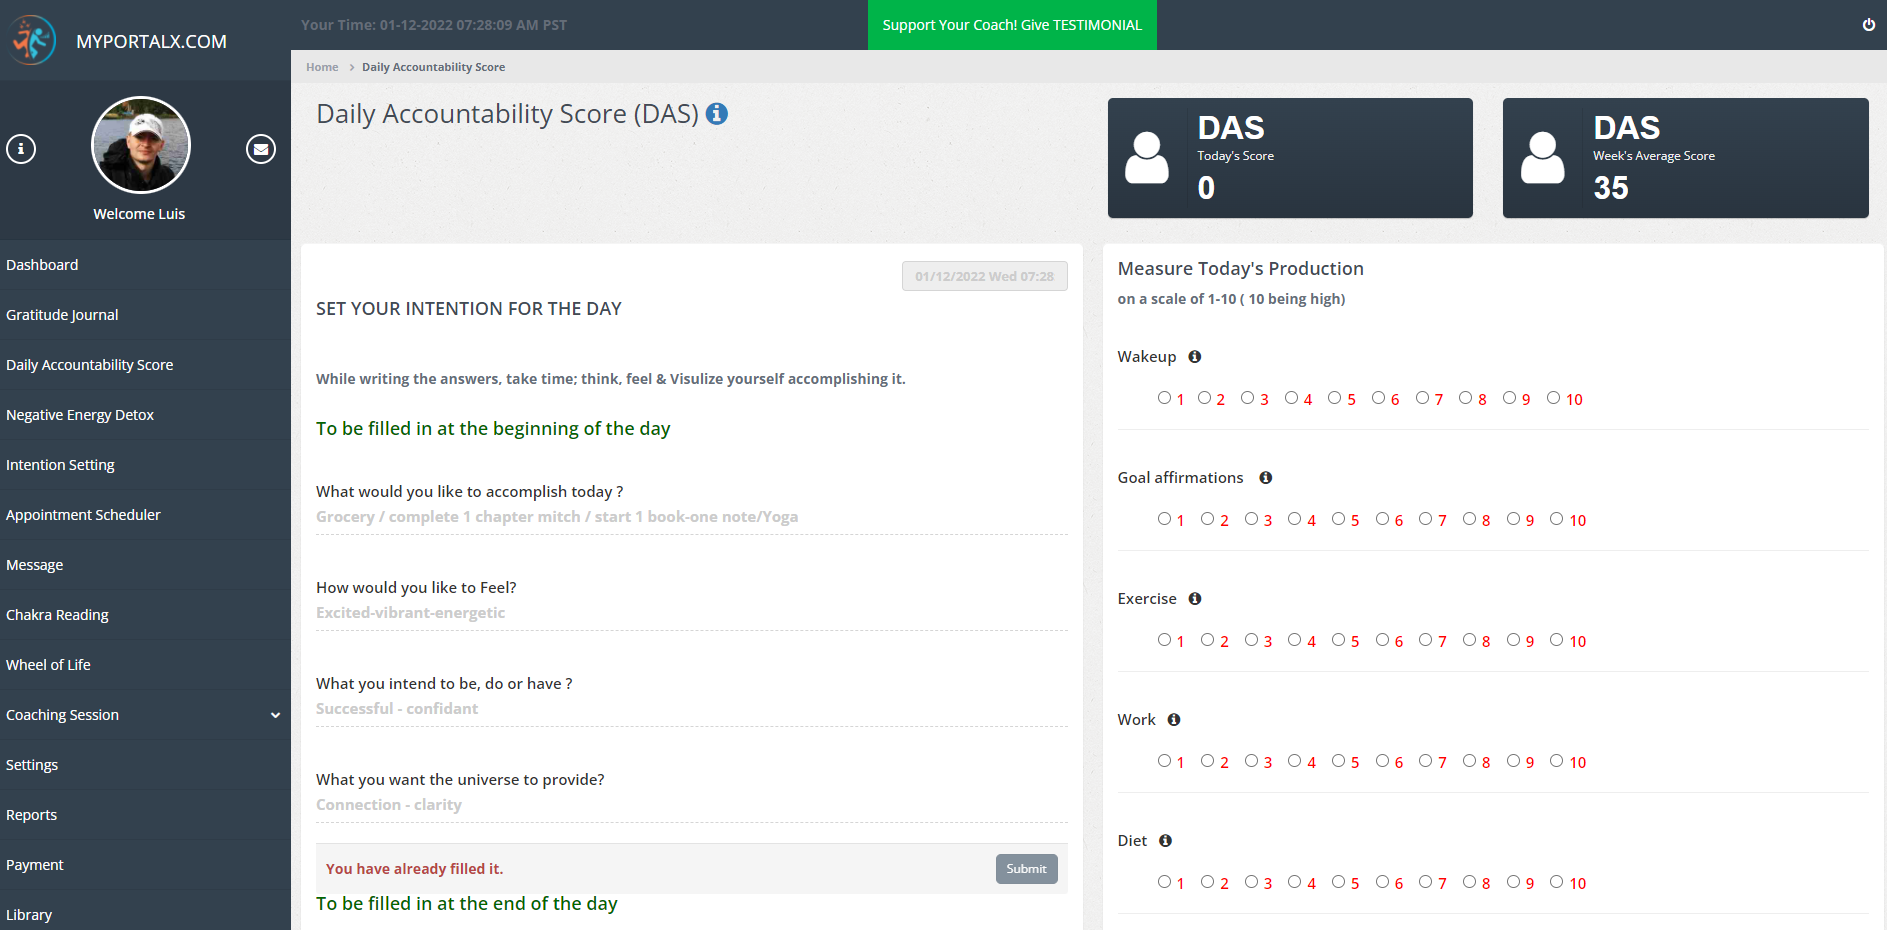 MYPORTALX.COM
Your Time: 01-12-2022 07:28:09 AM PST
Support Your Coach! Give TESTIMONIAL
Home > Daily Accountability Score
Welcome Luis
Dashboard
Gratitude Journal
Daily Accountability Score
Negative Energy Detox
Intention Setting
Appointment Scheduler
Message
Chakra Reading
Wheel of Life
Coaching Session
Settings
Reports
Payment
Library
Daily Accountability Score (DAS)
DAS
Today's Score
0
DAS
Week's Average Score
35
01/12/2022 Wed 07:28
SET YOUR INTENTION FOR THE DAY
While writing the answers, take time; think, feel & Visulize yourself accomplishing it.
To be filled in at the beginning of the day
What would you like to accomplish today ?
Grocery / complete 1 chapter mitch / start 1 book-one note/Yoga
How would you like to Feel?
Excited-vibrant-energetic
What you intend to be, do or have ?
Successful - confidant
What you want the universe to provide?
Connection - clarity
You have already filled it.
Submit
To be filled in at the end of the day
Measure Today's Production
on a scale of 1-10 ( 10 being high)
Wakeup
1 2 3 4 5 6 7 8 9 10
Goal affirmations
1 2 3 4 5 6 7 8 9 10
Exercise
1 2 3 4 5 6 7 8 9 10
Work
1 2 3 4 5 6 7 8 9 10
Diet
1 2 3 4 5 6 7 8 9 10